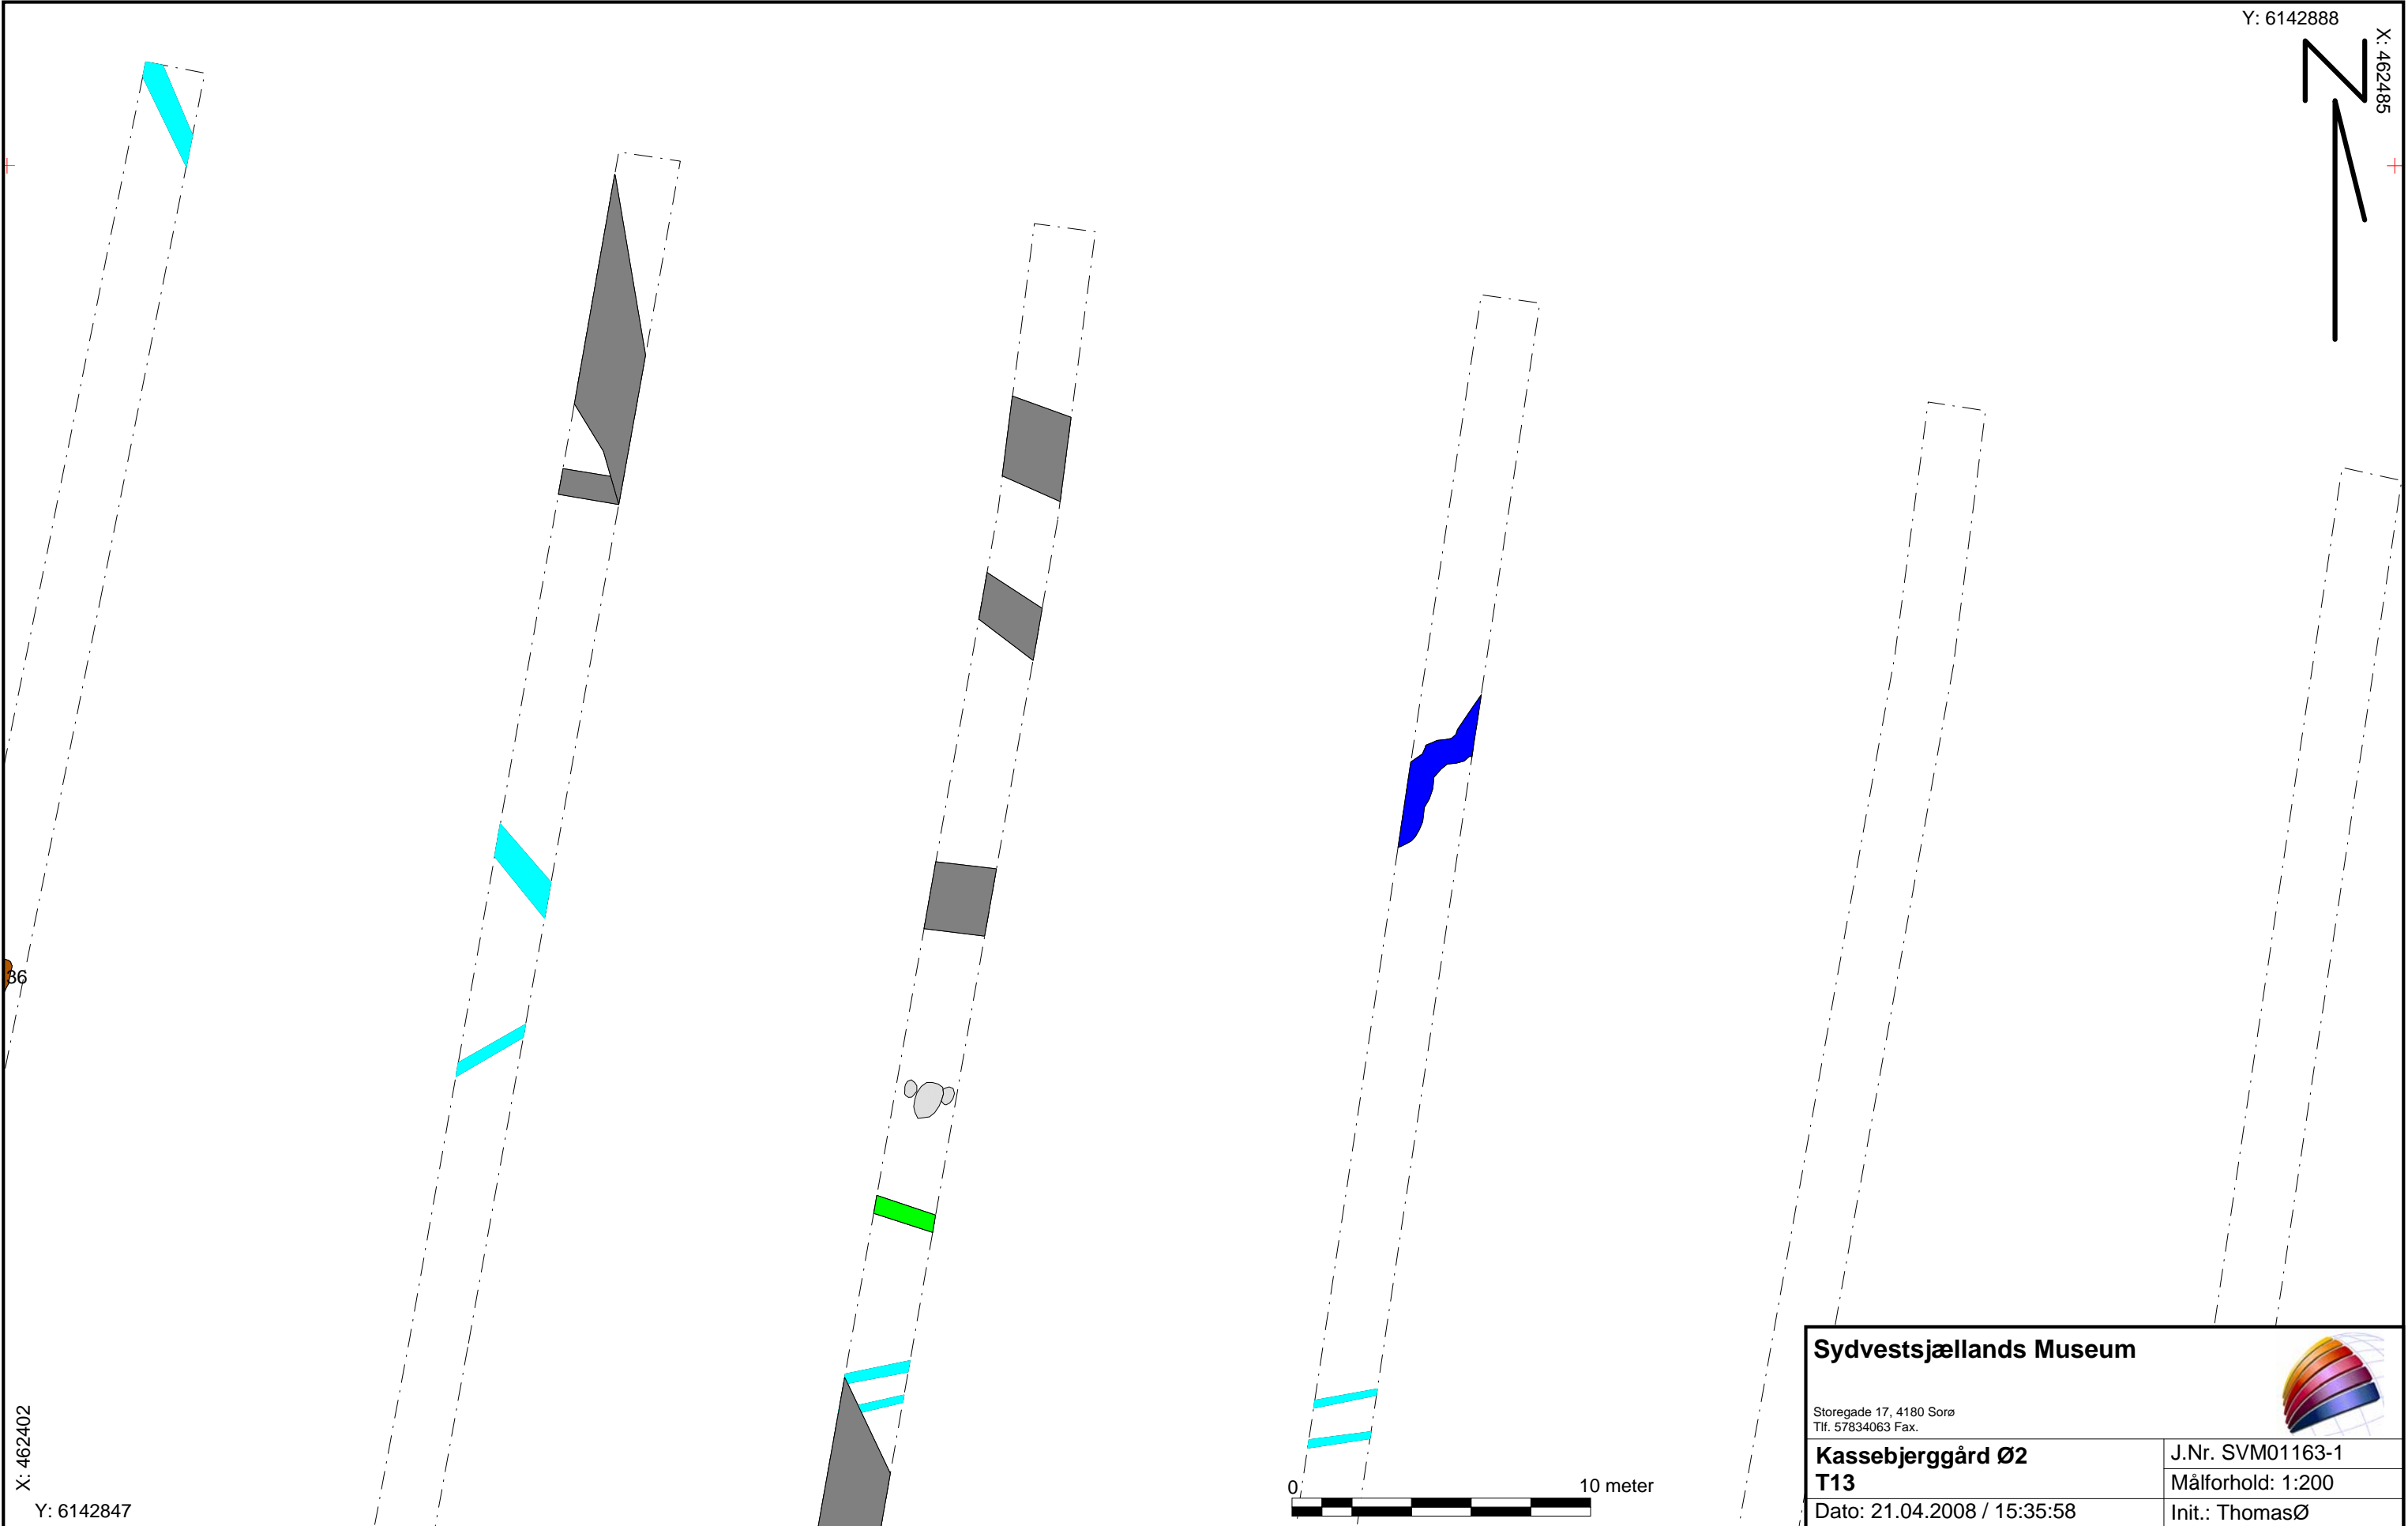 Y: 6142888
X: 462485
36
X: 462402
Y: 6142847
0
10 meter
Sydvestsjællands Museum
Storegade 17, 4180 Sorø
Tlf. 57834063 Fax.
Kassebjerggård Ø2
T13
J.Nr. SVM01163-1
Målforhold: 1:200
Dato: 21.04.2008 / 15:35:58
Init.: ThomasØ